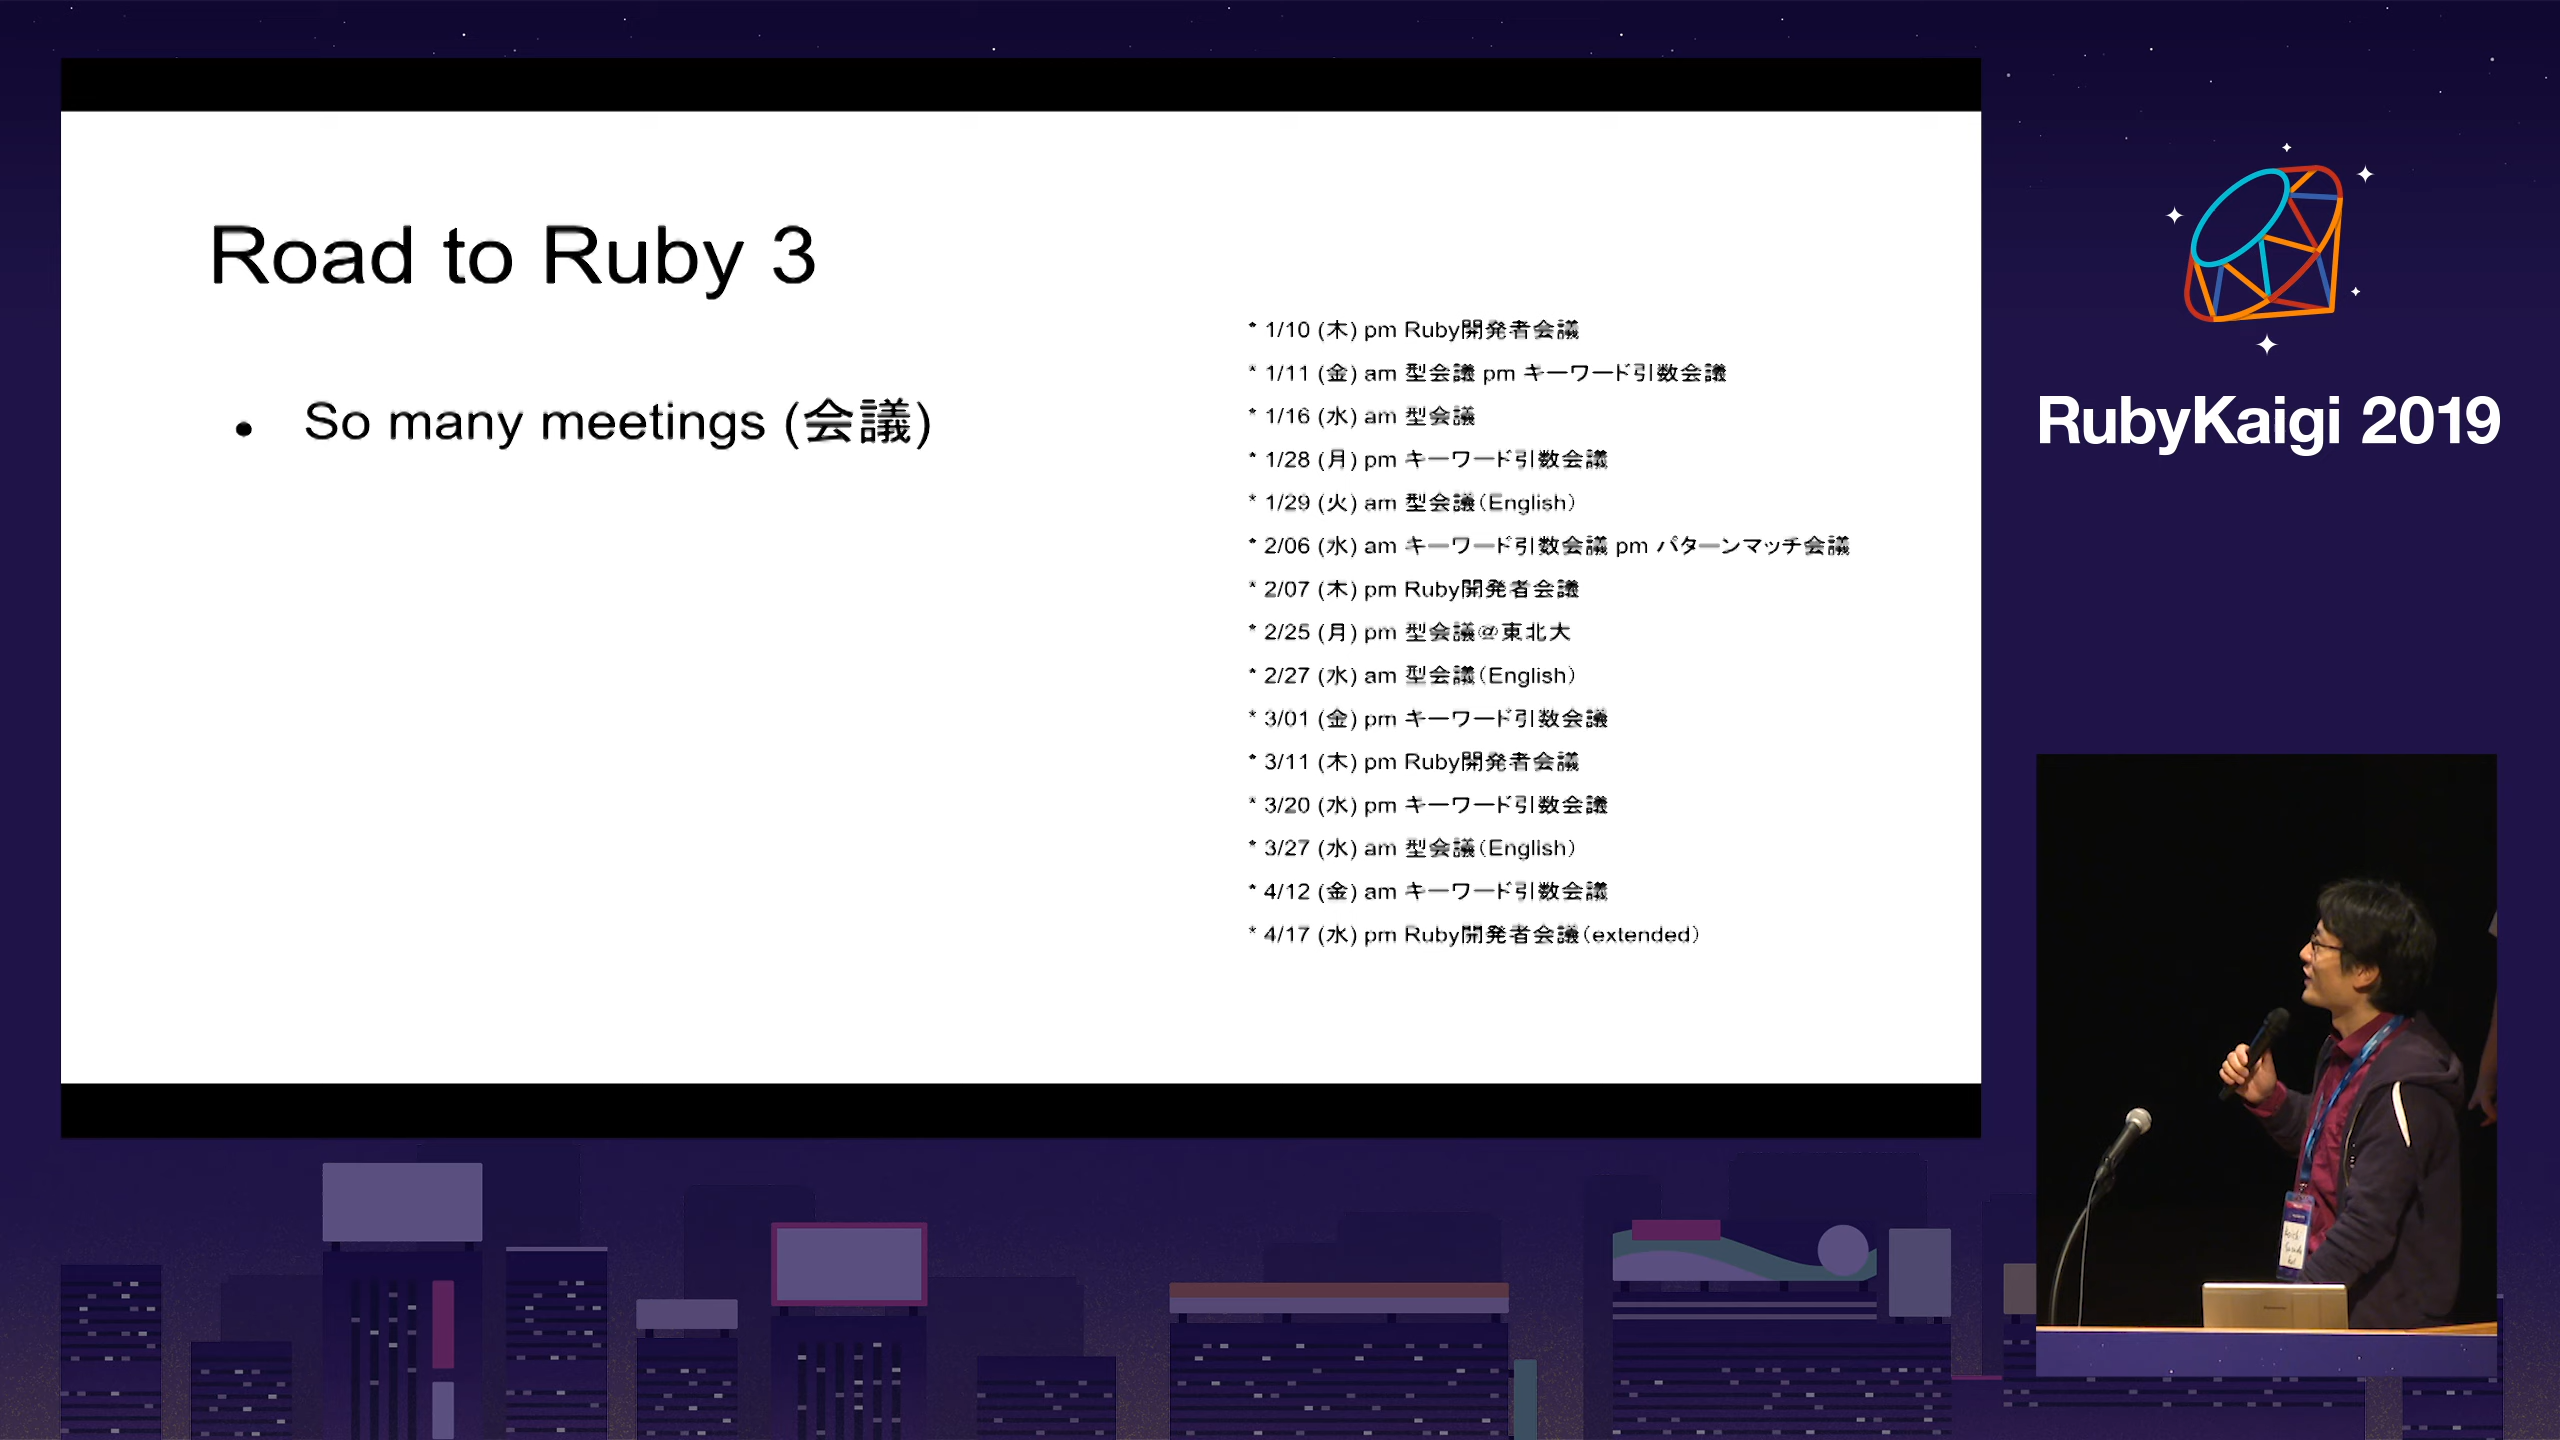 Road to Ruby 3
• So many meetings (会議)
* 1/10 (木) pm Ruby開発者会議
* 1/11 (金) am 型会議 pm キーワード引数会議
* 1/16 (水) am 型会議
* 1/28 (月) pm キーワード引数会議
* 1/29 (火) am 型会議(English)
* 2/06 (水) am キーワード引数会議 pm パターンマッチ会議
* 2/07 (木) pm Ruby開発者会議
* 2/25 (月) pm 型会議@東北大
* 2/27 (水) am 型会議(English)
* 3/01 (金) pm キーワード引数会議
* 3/11 (木) pm Ruby開発者会議
* 3/20 (水) pm キーワード引数会議
* 3/27 (水) am 型会議(English)
* 4/12 (金) am キーワード引数会議
* 4/17 (水) pm Ruby開発者会議(extended)
RubyKaigi 2019